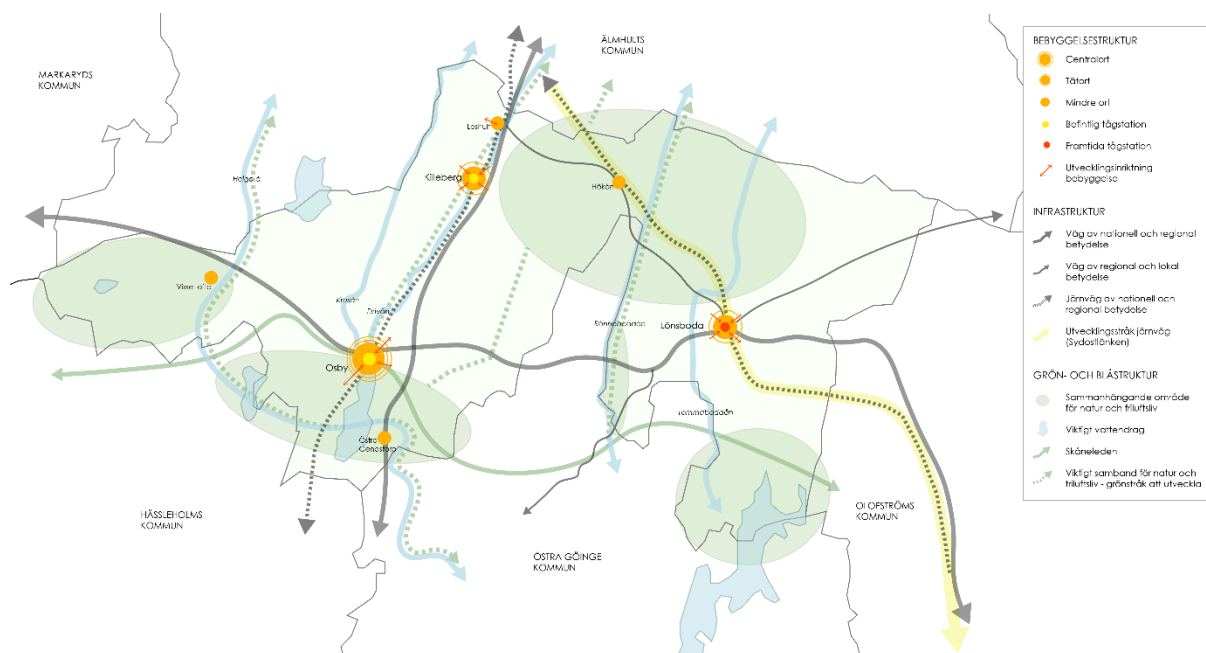 ÄLMHULTS
KOMMUN
MARKARYDS
KOMMUN
Killeberg
Helgeå
Hökön
Drivån
Lönsboda
Osby
Tommabodaån
Östra
HÄSSLEHOLMS
KOMMUN
ÖSTRA GÖINGE
KOMMUN
OLOFSTRÖMS
KOMMUN
BEBYGGELSESTRUKTUR
Centralort
Tätort
Mindre ort
Befintlig tågstation
Framtida tågstation
Utvecklingsinriktning
bebyggelse
INFRASTRUKTUR
Väg av nationell och regional
betydelse
Väg av regional och lokal
betydelse
Järnväg av nationell och
regional betydelse
Utvecklingsstråk järnväg
(Sydostlänken)
GRÖN- OCH BLÅSTRUKTUR
Sammanhängande område
för natur och friluftsliv
Viktigt vattendrag
Skåneleden
Viktigt samband för natur och
friluftsliv - grönstråk att utveckla